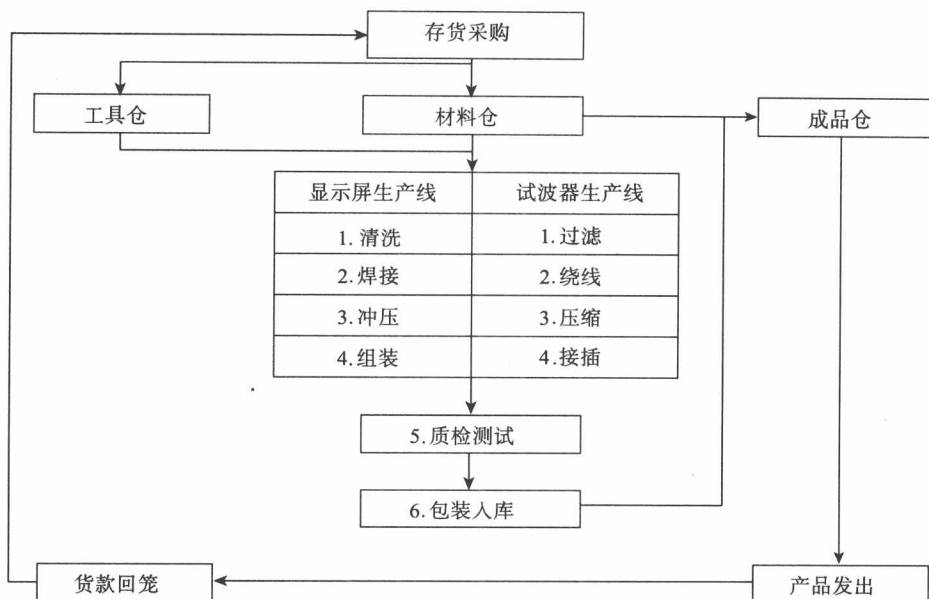 存货采购
工具仓
材料仓
成品仓
显示屏生产线
试波器生产线
1.清洗
1.过滤
2.焊接
2.绕线
3.冲压
3.压缩
4.组装
4.接插
5.质检测试
6.包装入库
货款回笼
产品发出